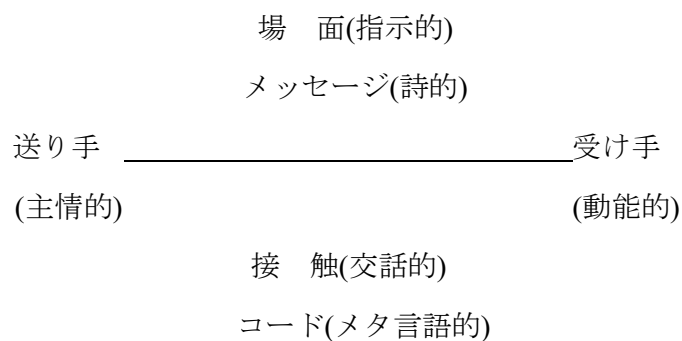 場　面(指示的)
メッセージ(詩的)
送り手 受け手
(主情的) (動能的)
接　触(交話的)
コード(メタ言語的)